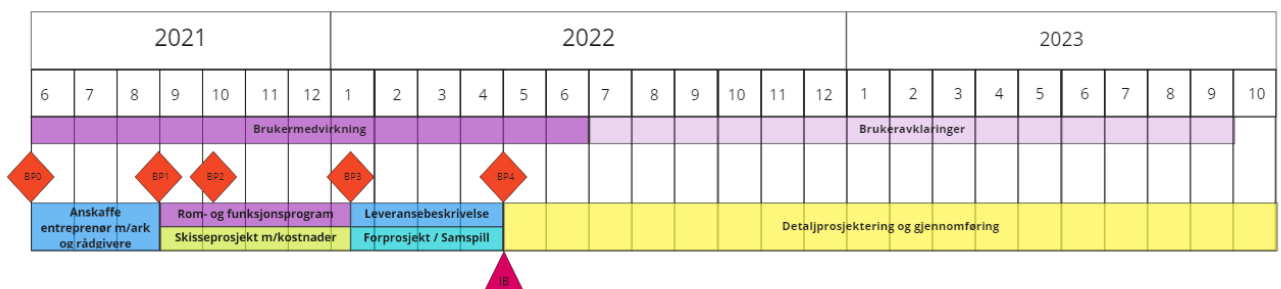 2021 2022 2023
6 7 8 9 10 11 12 1 2 3 4 5 6 7 8 9 10 11 12 1 2 3 4 5 6 7 8 9 10
Brukermedvirkning Brukeravklaringer
BP0 BP1 BP2 BP3 BP4
Anskaffe
entreprenør m/ark
og rådgivere
Rom- og funksjonsprogram
Skisseprosjekt m/kostnader
Leveransebeskrivelse
Forprosjekt / Samspill
Detaljprosjektering og gjennomføring
IB